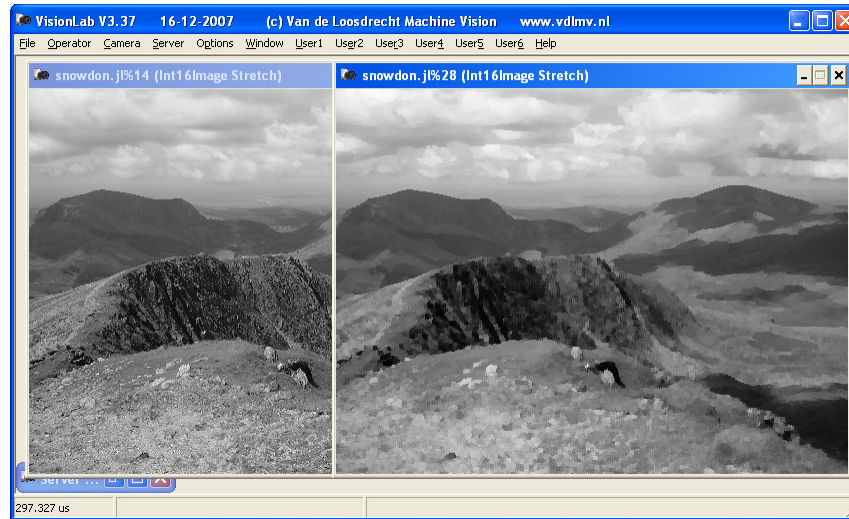 VisionLab V3.37 16-12-2007 (c) Van de Loosdrecht Machine Vision www.vdlmv.nl
File Operator Camera Server Options Window User1 User2 User3 User4 User5 User6 Help
snowdon.jl%14 (Int16Image Stretch)
snowdon.jl%28 (Int16Image Stretch)
Server ...
297.327 us